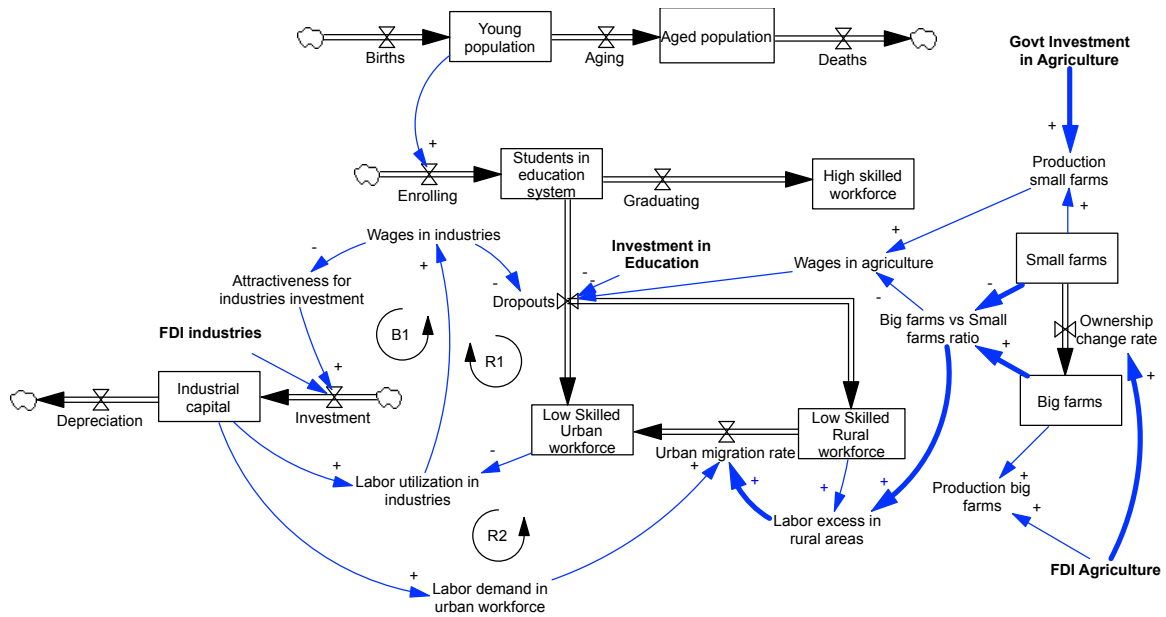 Young
population
Aged population
Births
Aging
Deaths
Govt Investment
in Agriculture
+
+
Students in
education
system
High skilled
workforce
Production
small farms
Enrolling
Graduating
+
+
Wages in industries
Investment in
Education
Wages in agriculture
Small farms
-
+
-
-
-
-
-
Attractiveness for
industries investment
Dropouts
Big farms vs Small
farms ratio
Ownership
change rate
FDI industries
B1
R1
+
+
+
Industrial
capital
Big farms
Depreciation
Investment
Low Skilled
Urban
workforce
Low Skilled
Rural
workforce
Urban migration rate
+
-
+
+
+
+
+
+
Labor utilization in
industries
Production big
farms
Labor excess in
rural areas
R2
FDI Agriculture
+
Labor demand in
urban workforce